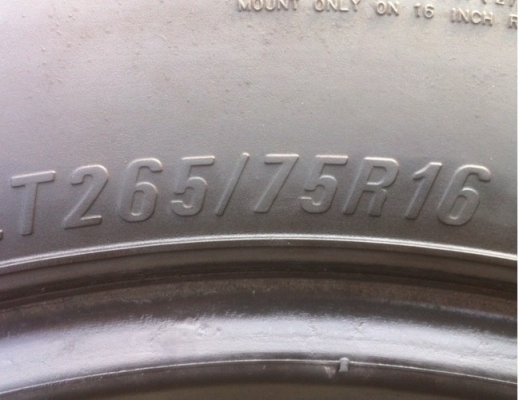 MOUNT ONLY ON 16 INCH R
LT265/75R16